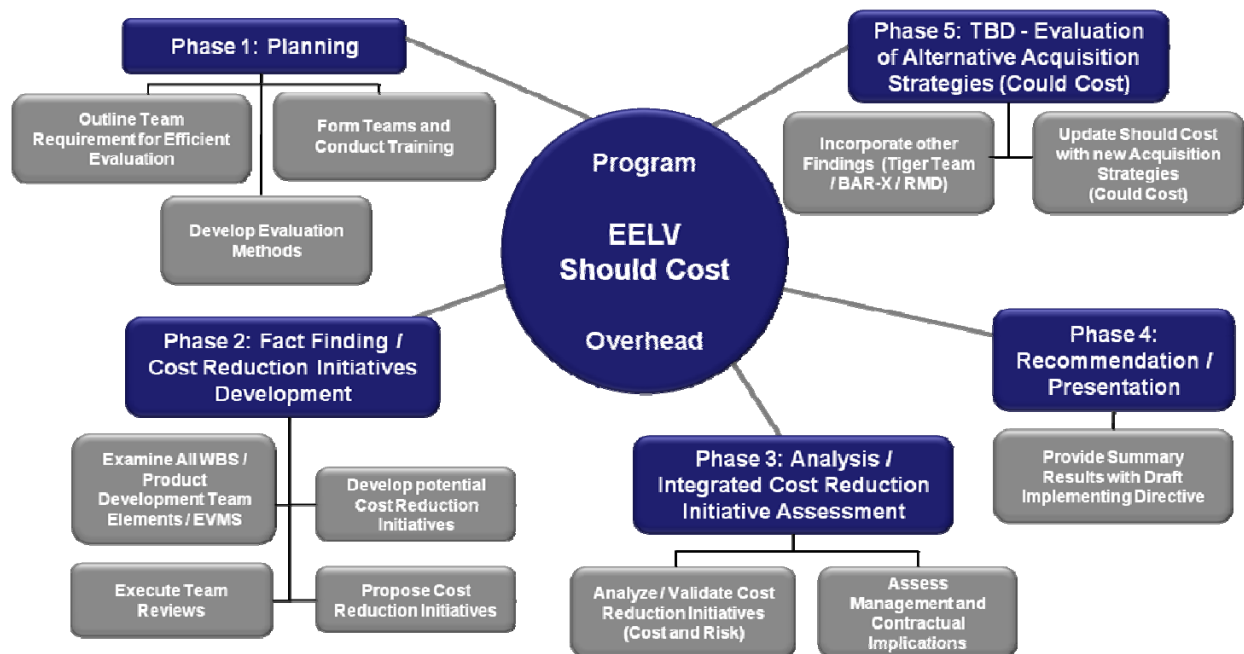 Phase 1: Planning
Outline Team
Requirement for Efficient
Evaluation
Form Teams and
Conduct Training
Develop Evaluation
Methods
Phase 5: TBD - Evaluation
of Alternative Acquisition
Strategies (Could Cost)
Incorporate other
Findings (Tiger Team
/ BAR-X / RMD)
Update Should Cost
with new Acquisition
Strategies
(Could Cost)
Program
EELV
Should Cost
Overhead
Phase 2: Fact Finding /
Cost Reduction Initiatives
Development
Examine All WBS /
Product
Development Team
Elements / EVMS
Develop potential
Cost Reduction
Initiatives
Execute Team
Reviews
Propose Cost
Reduction Initiatives
Phase 3: Analysis /
Integrated Cost Reduction
Initiative Assessment
Analyze / Validate Cost
Reduction Initiatives
(Cost and Risk)
Assess
Management and
Contractual
Implications
Phase 4:
Recommendation /
Presentation
Provide Summary
Results with Draft
Implementing Directive